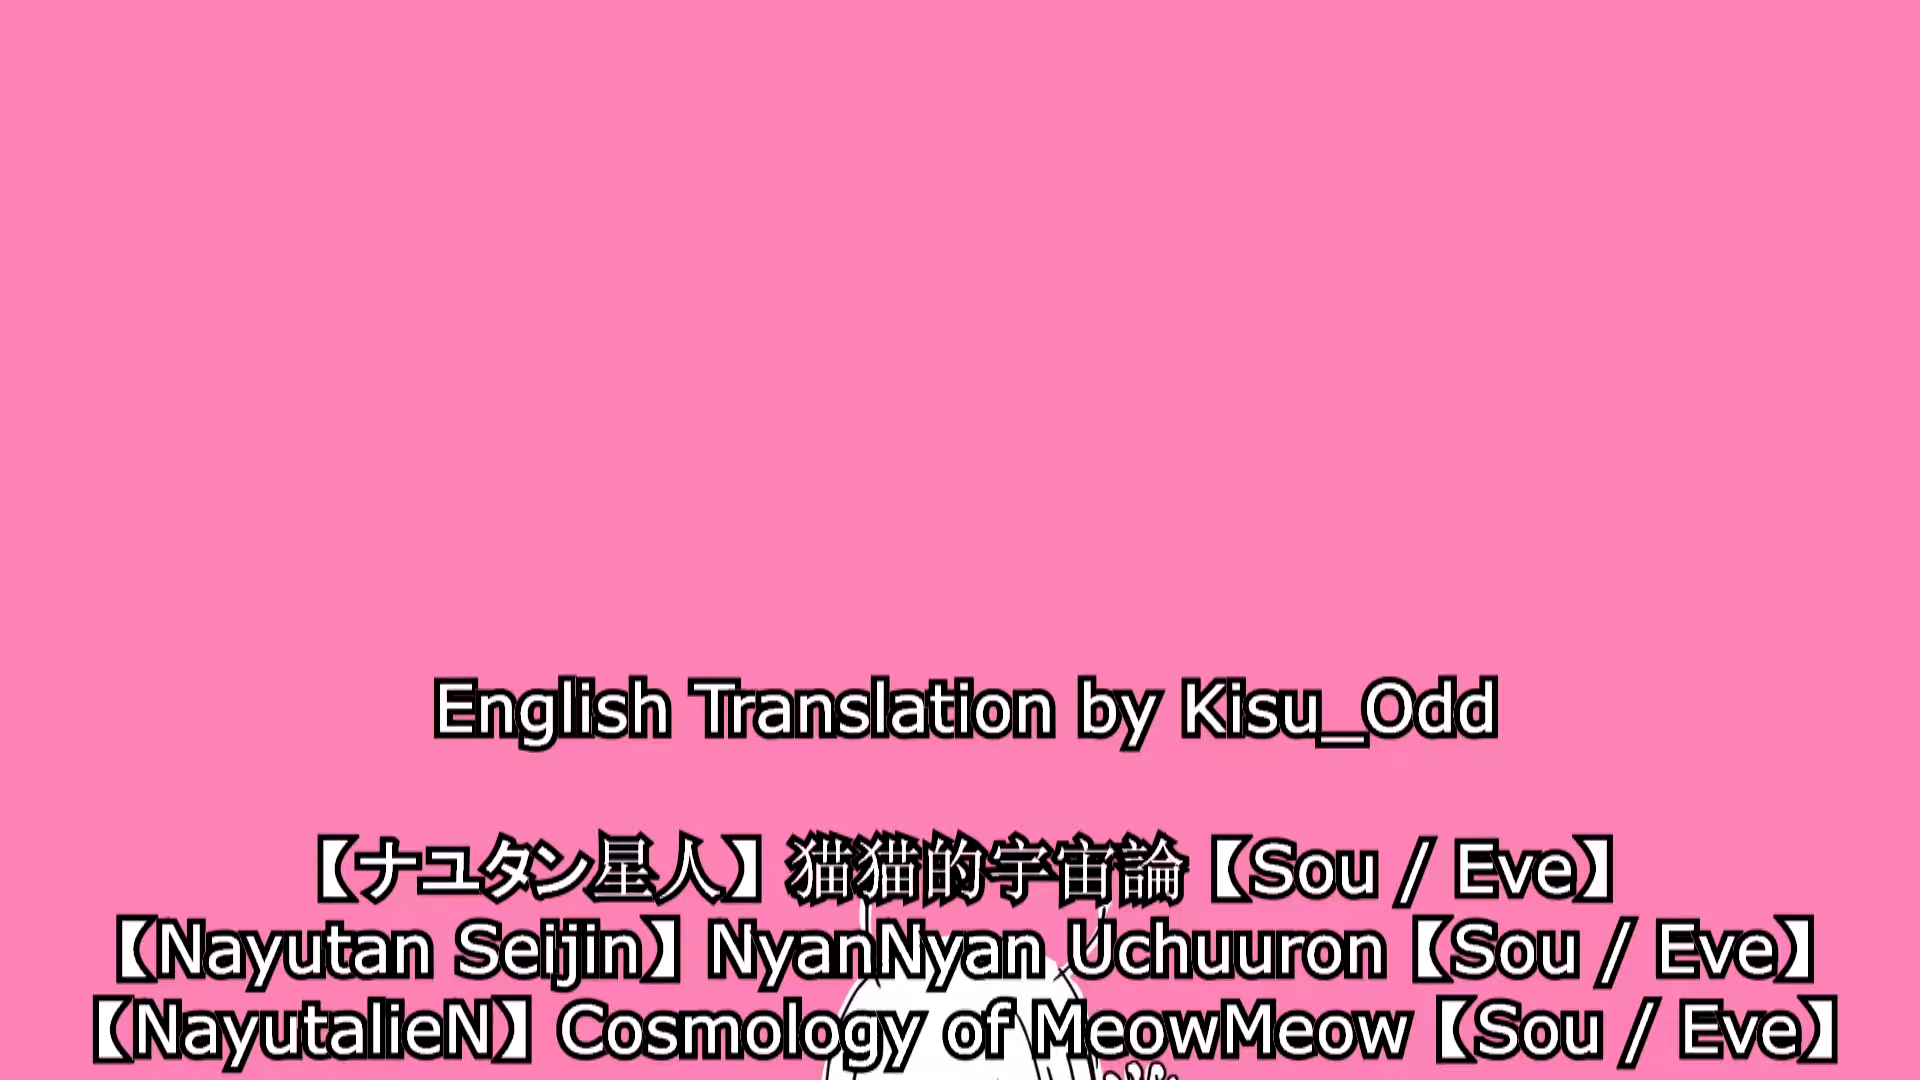 English Translation by Kisu_Odd
【ナユタン星人】猫猫的宇宙論【Sou / Eve】
【Nayutan Seijin】NyanNyan Uchuuron【Sou / Eve】
【NayutalieN】Cosmology of MeowMeow【Sou / Eve】